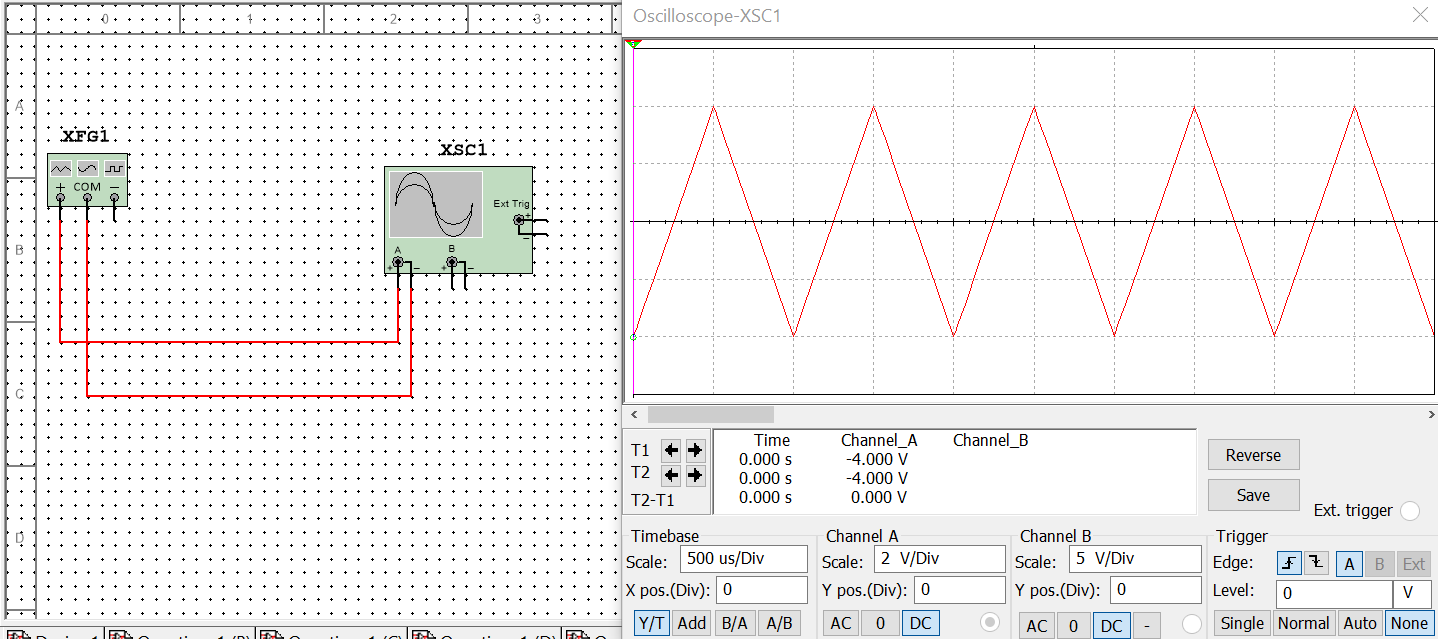 Oscilloscope-XSC1
0 1 2 3
A
B
C
D
XFG1
+ COM −
XSC1
Ext Trig
+
−
A B
+ − + −
Time Channel_A Channel_B
T1 0.000 s -4.000 V
T2 0.000 s -4.000 V
T2-T1 0.000 s 0.000 V
Reverse
Save
Ext. trigger
Timebase
Scale: 500 us/Div
X pos.(Div): 0
Y/T Add B/A A/B
Channel A
Scale: 2 V/Div
Y pos.(Div): 0
AC 0 DC
Channel B
Scale: 5 V/Div
Y pos.(Div): 0
AC 0 DC -
Trigger
Edge: A B Ext
Level: 0 V
Single Normal Auto None